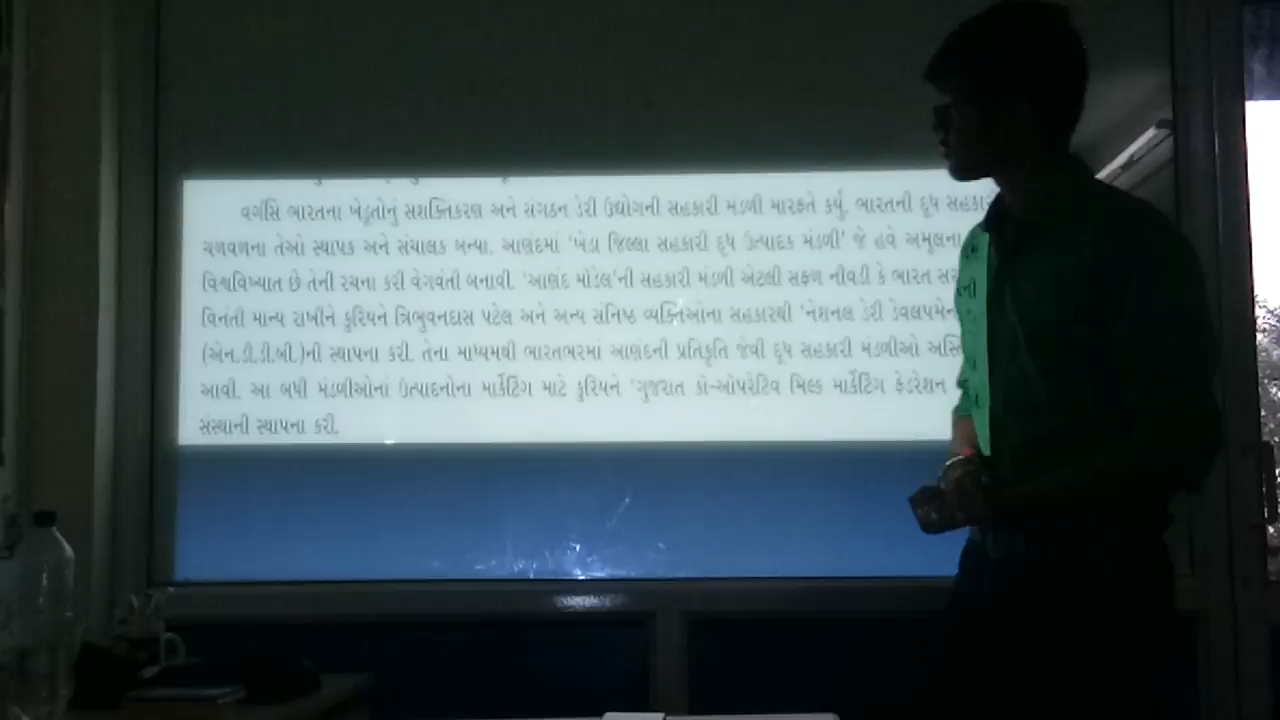 વર્ગીસે ભારતના ખેડૂતોનું સશક્તિકરણ અને સંગઠન ડેરી ઉદ્યોગની સહકારી મંડળી મારફતે કર્યું. ભારતની દૂધ સહકાર
ચળવળના તેઓ સ્થાપક અને સંચાલક બન્યા. આણંદમાં 'ખેડા જિલ્લા સહકારી દૂધ ઉત્પાદક મંડળી' જે હવે અમૂલના
વિશ્વવિખ્યાત છે તેની રચના કરી વેગવંતી બનાવી. 'આણંદ મૉડેલ'ની સહકારી મંડળી એટલી સફળ નીવડી કે ભારત
વિનંતી માન્ય રાખીને કુરિયને ત્રિભુવનદાસ પટેલ અને અન્ય સંનિષ્ઠ વ્યક્તિઓના સહકારથી 'નેશનલ ડેરી
(એન.ડી.ડી.બી.)ની સ્થાપના કરી. તેના માધ્યમથી ભારતભરમાં આણંદની પ્રતિકૃતિ જેવી દૂધ સહકારી મંડળીઓ
આવી. આ બધી મંડળીઓનાં ઉત્પાદનોના માર્કેટિંગ માટે કુરિયને 'ગુજરાત કૉ-ઑપરેટિવ મિલ્ક માર્કેટિંગ ફેડરેશન
સંસ્થાની સ્થાપના કરી.